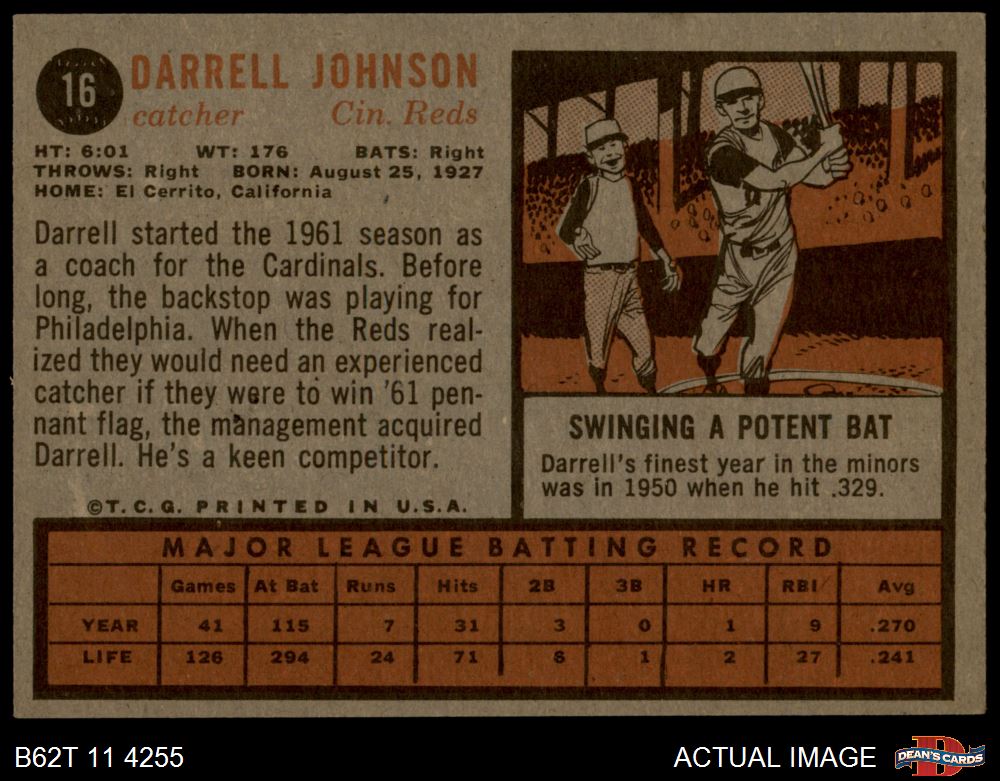 16
DARRELL JOHNSON
catcher Cin. Reds
HT: 6:01 WT: 176 BATS: Right
THROWS: Right BORN: August 25, 1927
HOME: El Cerrito, California
Darrell started the 1961 season as
a coach for the Cardinals. Before
long, the backstop was playing for
Philadelphia. When the Reds real-
ized they would need an experienced
catcher if they were to win '61 pen-
nant flag, the management acquired
Darrell. He's a keen competitor.
©T.C.G. PRINTED IN U.S.A.
SWINGING A POTENT BAT
Darrell's finest year in the minors
was in 1950 when he hit .329.
MAJOR LEAGUE BATTING RECORD
Games At Bat Runs Hits 2B 3B HR RBI Avg
YEAR 41 115 7 31 3 0 1 9 .270
LIFE 126 294 24 71 6 1 2 27 .241
B62T 11 4255
ACTUAL IMAGE
D
DEAN'S CARDS